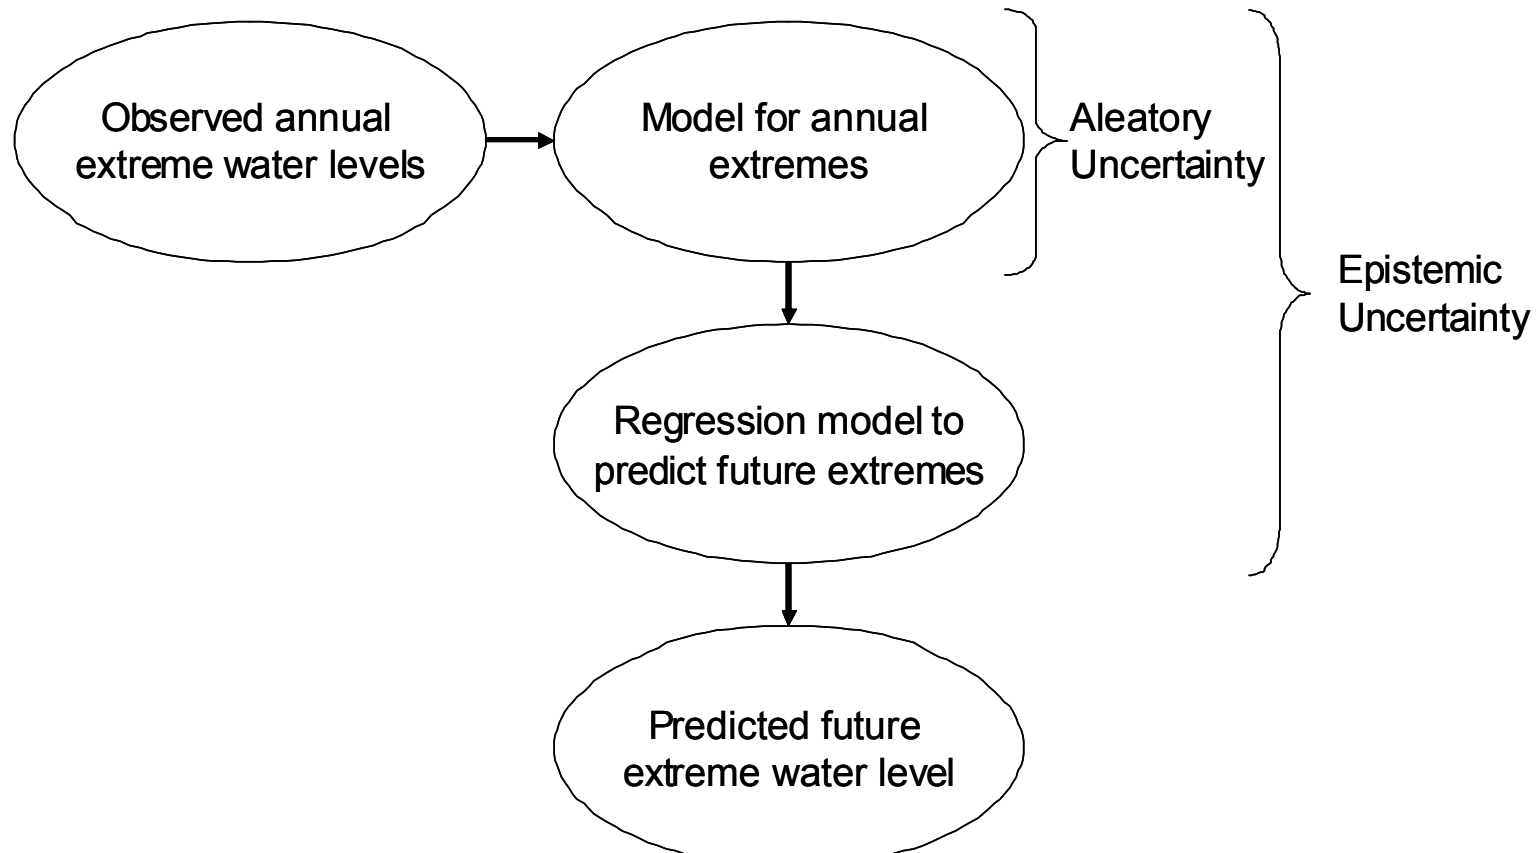 Observed annual
extreme water levels
Model for annual
extremes
Aleatory
Uncertainty
Epistemic
Uncertainty
Regression model to
predict future extremes
Predicted future
extreme water level